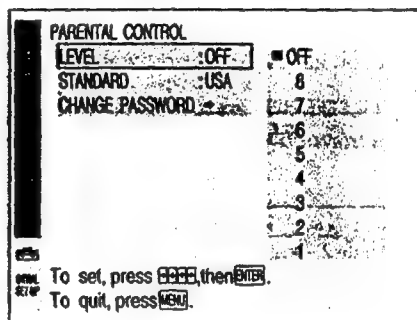 PARENTAL CONTROL
LEVEL :OFF
STANDARD :USA
CHANGE PASSWORD
OFF
8
7
6
5
4
3
2
1
To set, press , then ENTER.
To quit, press MENU.